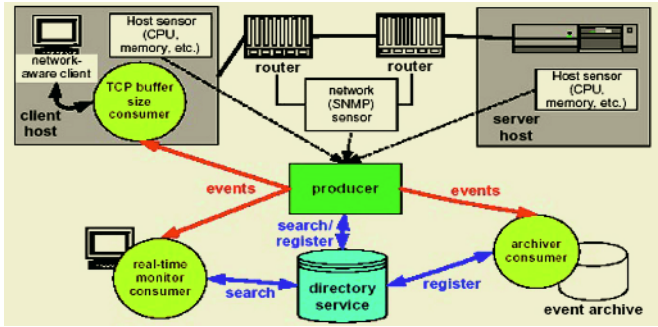 Host sensor
(CPU,
memory, etc.)
network-
aware client
TCP buffer
size consumer
client
host
router
router
network
(SNMP)
sensor
Host sensor
(CPU,
memory, etc.)
server
host
events
producer
events
search/
register
real-time
monitor
consumer
search
directory
service
register
archiver
consumer
event archive